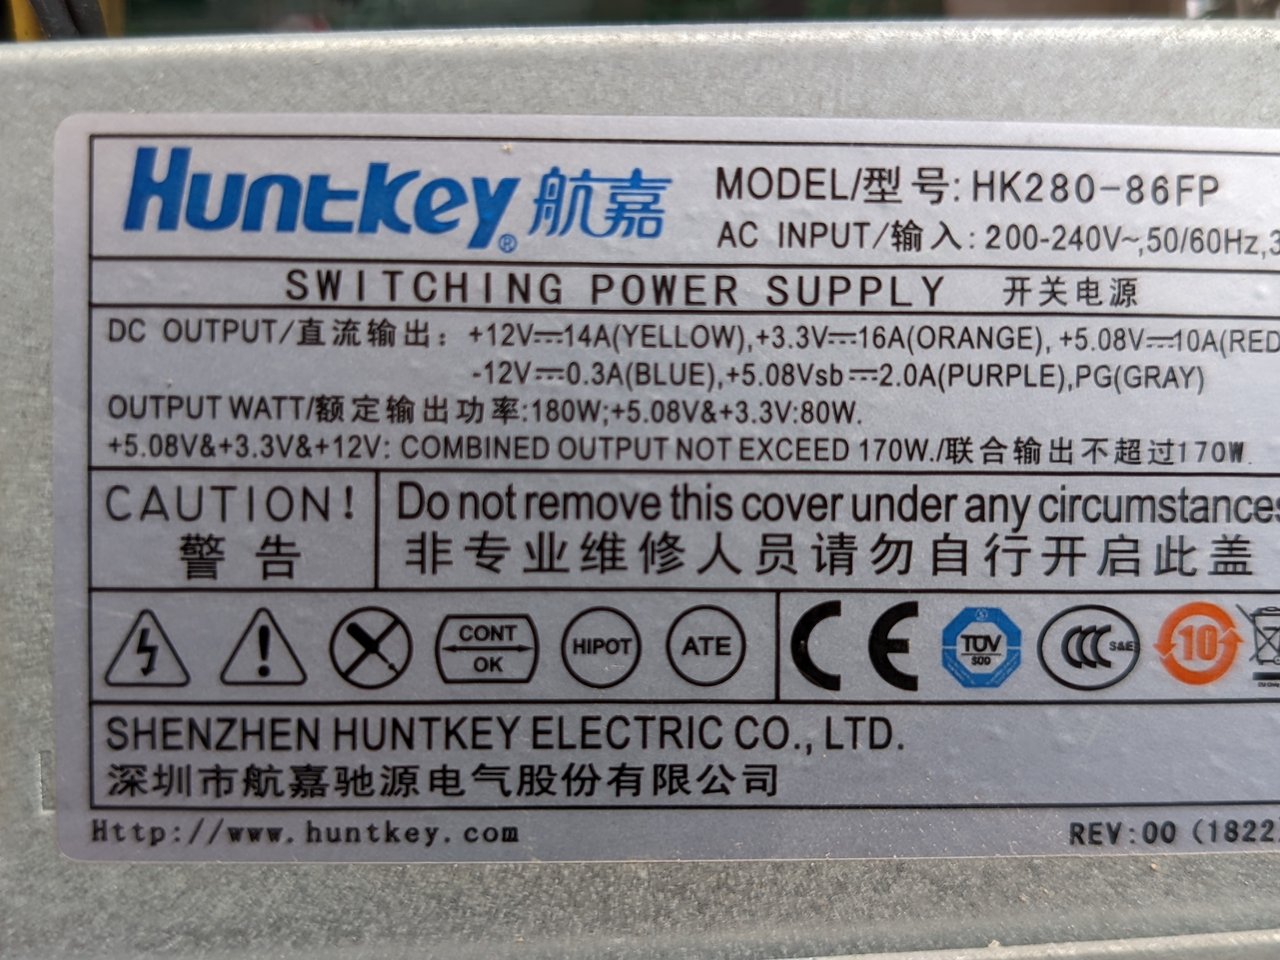 Huntkey® 航嘉
MODEL/型号: HK280-86FP
AC INPUT/输入: 200-240V~,50/60Hz,3
SWITCHING POWER SUPPLY 开关电源
DC OUTPUT/直流输出: +12V⎓14A(YELLOW),+3.3V⎓16A(ORANGE), +5.08V⎓10A(RED
-12V⎓0.3A(BLUE),+5.08Vsb⎓2.0A(PURPLE),PG(GRAY)
OUTPUT WATT/额定输出功率:180W;+5.08V&+3.3V:80W.
+5.08V&+3.3V&+12V: COMBINED OUTPUT NOT EXCEED 170W./联合输出不超过170W.
CAUTION!
警告
Do not remove this cover under any circumstances
非专业维修人员请勿自行开启此盖
CONT
OK
HIPOT
ATE
CE
TUV
SUD
CCC
S&E
10
SHENZHEN HUNTKEY ELECTRIC CO., LTD.
深圳市航嘉驰源电气股份有限公司
Http://www.huntkey.com
REV:00 (1822